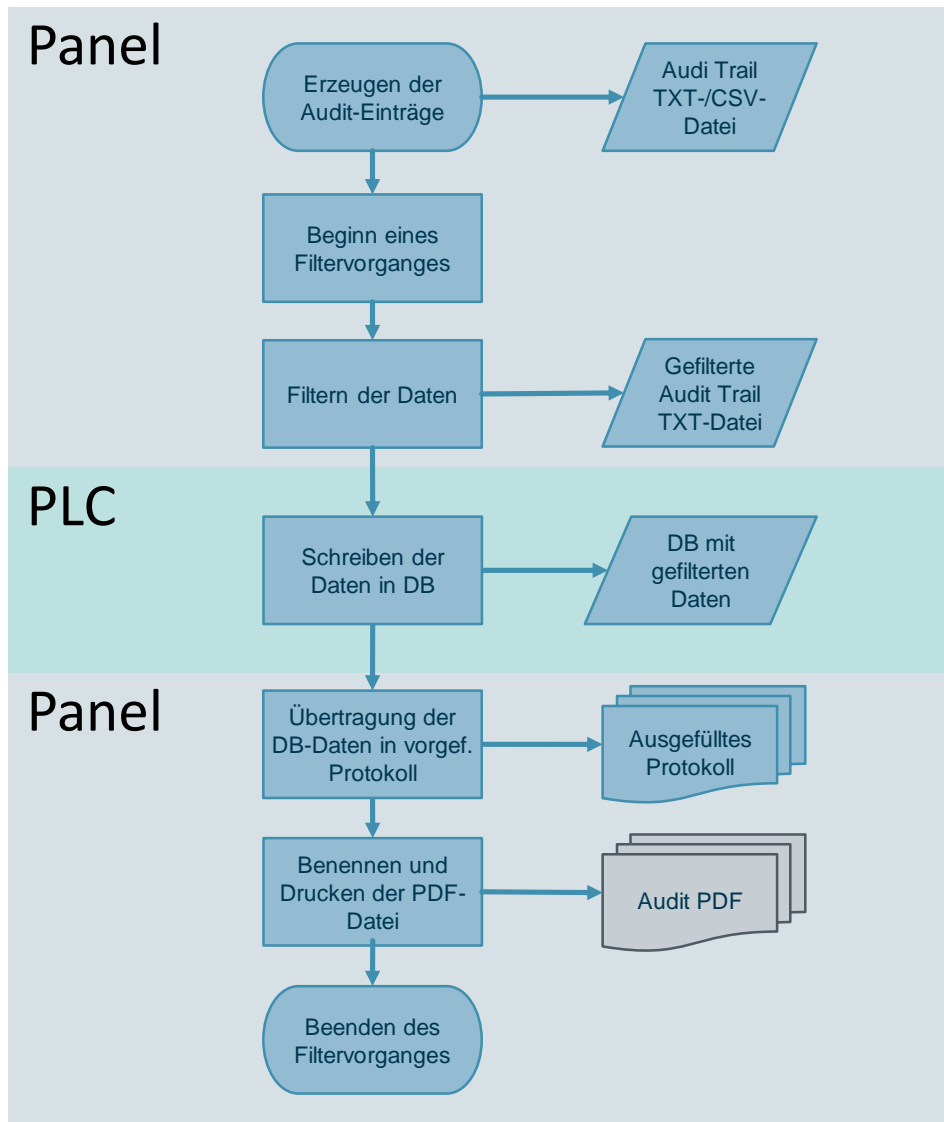 Panel
Erzeugen der
Audit-Einträge
Audi Trail
TXT-/CSV-
Datei
Beginn eines
Filtervorganges
Filtern der Daten
Gefilterte
Audit Trail
TXT-Datei
PLC
Schreiben der
Daten in DB
DB mit
gefilterten
Daten
Panel
Übertragung der
DB-Daten in vorgef.
Protokoll
Ausgefülltes
Protokoll
Benennen und
Drucken der PDF-
Datei
Audit PDF
Beenden des
Filtervorganges